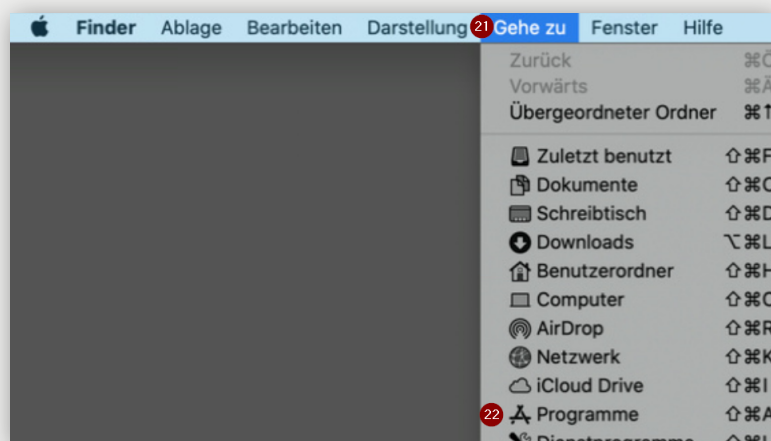 Finder Ablage Bearbeiten Darstellung 21 Gehe zu Fenster Hilfe
Zurück ⌘Ö
Vorwärts ⌘Ä
Übergeordneter Ordner ⌘↑
Zuletzt benutzt ⇧⌘F
Dokumente ⇧⌘O
Schreibtisch ⇧⌘D
Downloads ⌥⌘L
Benutzerordner ⇧⌘H
Computer ⇧⌘C
AirDrop ⇧⌘R
Netzwerk ⇧⌘K
iCloud Drive ⇧⌘I
22 Programme ⇧⌘A
Dienstprogramme